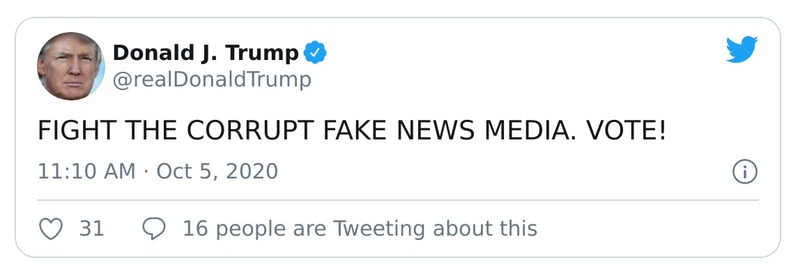 Donald J. Trump
@realDonaldTrump
FIGHT THE CORRUPT FAKE NEWS MEDIA. VOTE!
11:10 AM · Oct 5, 2020
31 16 people are Tweeting about this